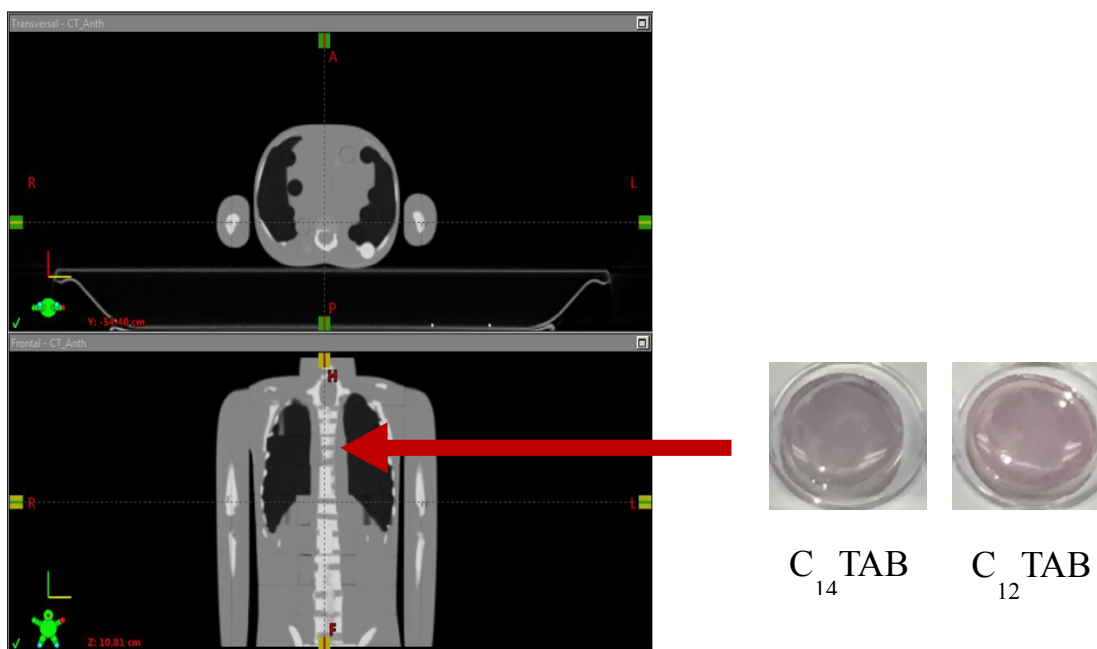 Transversal - CT_Anth
A
R
L
P
Y: -54.40 cm
Frontal - CT_Anth
H
R
L
F
Z: 10.81 cm
C₁₄TAB
C₁₂TAB